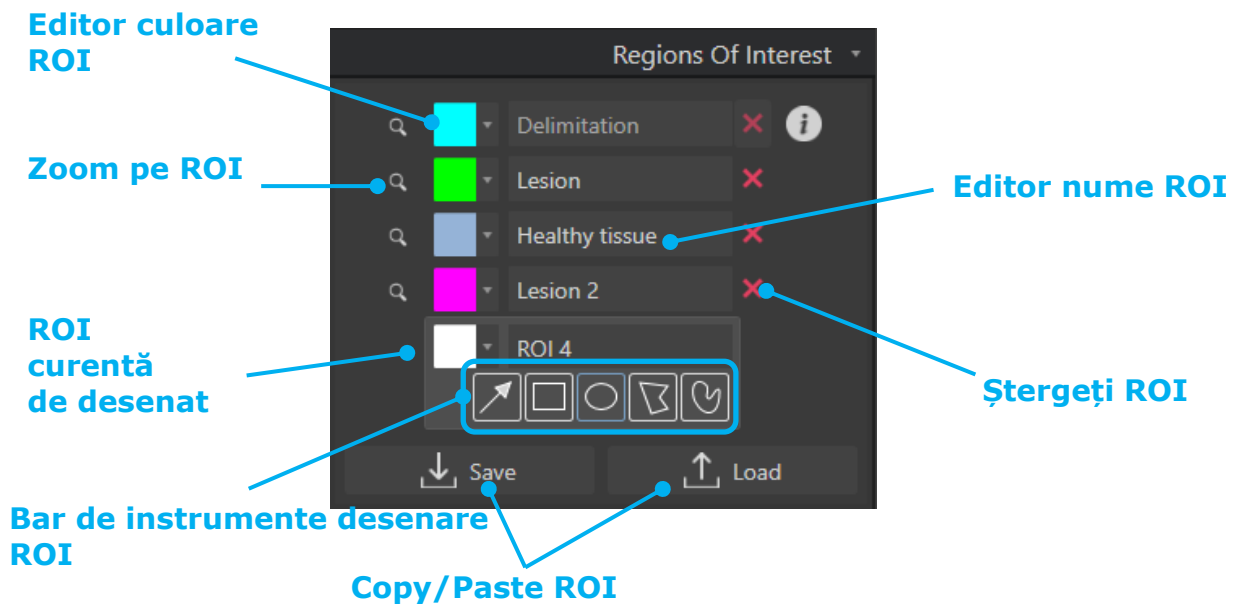 Editor culoare
ROI
Regions Of Interest
Delimitation
i
Zoom pe ROI
Lesion
Editor nume ROI
Healthy tissue
Lesion 2
ROI
curentă
de desenat
ROI 4
Ștergeți ROI
Save
Load
Bar de instrumente desenare
ROI
Copy/Paste ROI